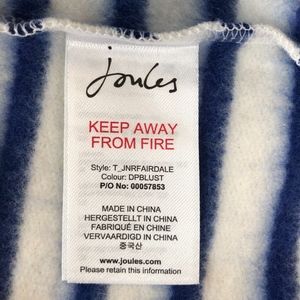 Joules
KEEP AWAY
FROM FIRE
Style: T_JNRFAIRDALE
Colour: DPBLUST
P/O No: 00057853
MADE IN CHINA
HERGESTELLT IN CHINA
FABRIQUÉ EN CHINE
VERVAARDIGD IN CHINA
중국산
www.joules.com
Please retain this information